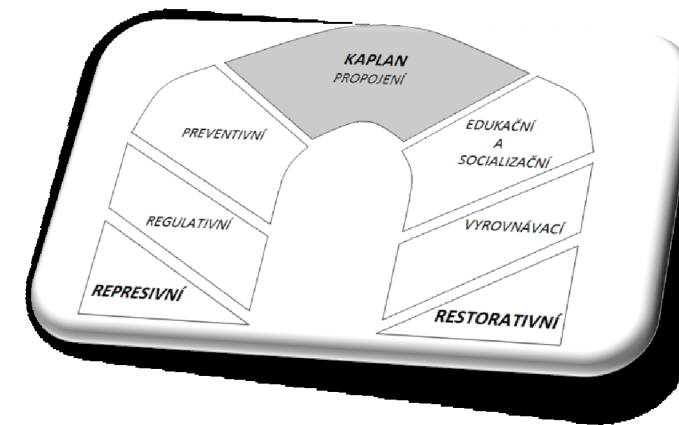 KAPLAN
PROPOJENÍ
PREVENTIVNÍ
REGULATIVNÍ
REPRESIVNÍ
EDUKAČNÍ
A
SOCIALIZAČNÍ
VYROVNÁVACÍ
RESTORATIVNÍ